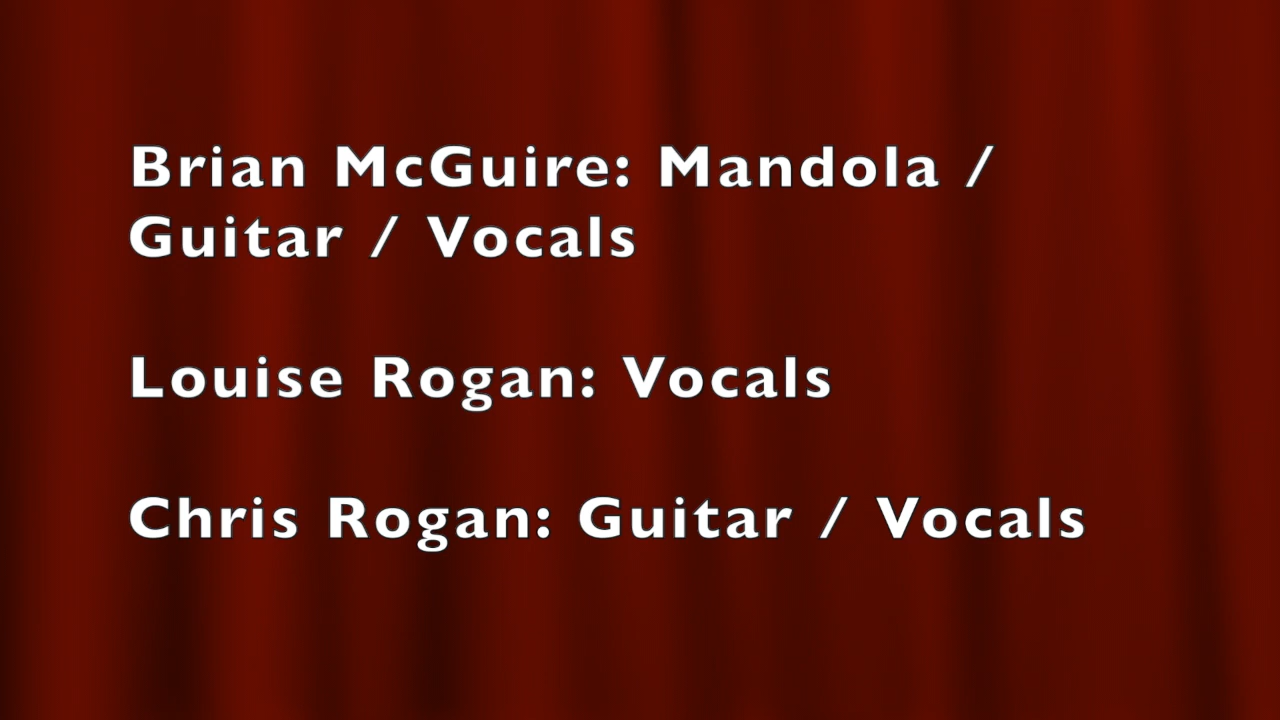 Brian McGuire: Mandola /
Guitar / Vocals
Louise Rogan: Vocals
Chris Rogan: Guitar / Vocals